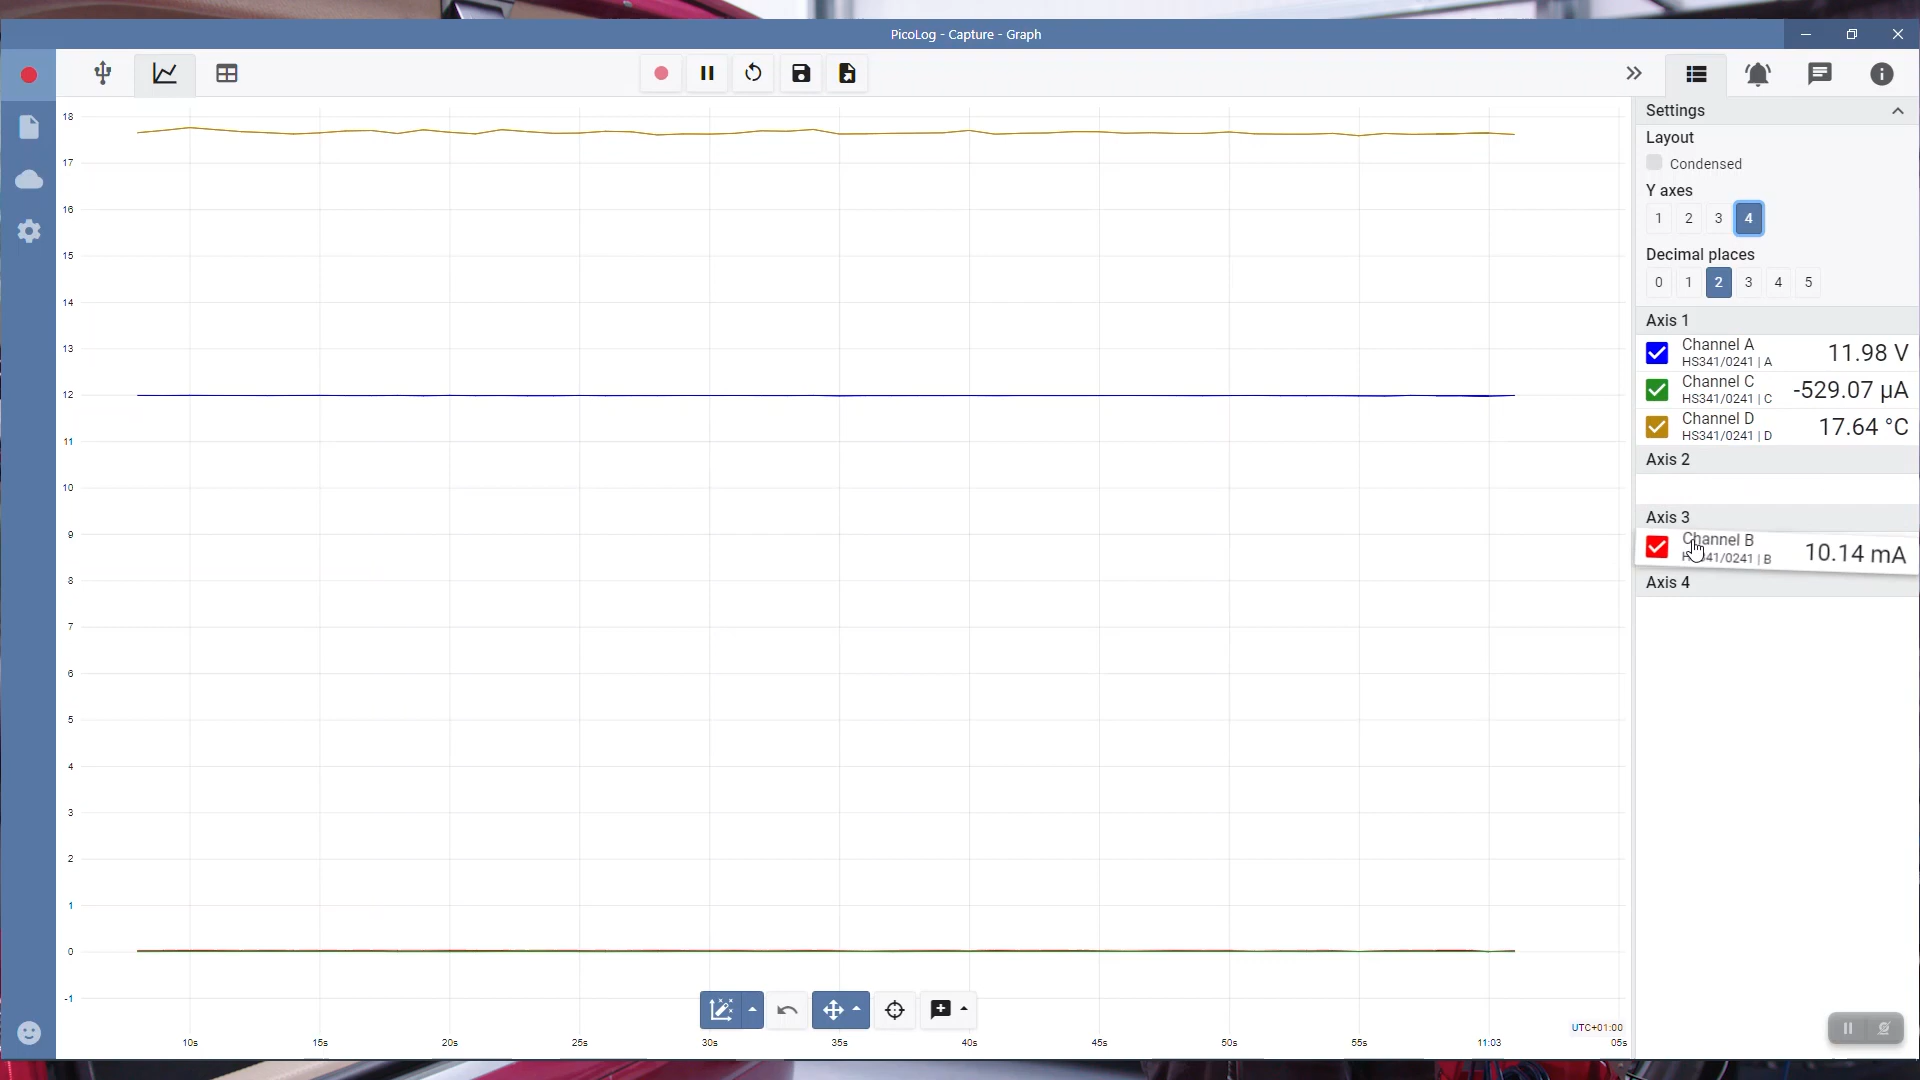 PicoLog - Capture - Graph
18
17
16
15
14
13
12
11
10
9
8
7
6
5
4
3
2
1
0
-1
10s
15s
20s
25s
30s
35s
40s
45s
50s
55s
11:03
05s
UTC+01:00
Settings
Layout
Condensed
Y axes
1 2 3 4
Decimal places
0 1 2 3 4 5
Axis 1
Channel A
HS341/0241 | A
11.98 V
Channel C
HS341/0241 | C
-529.07 µA
Channel D
HS341/0241 | D
17.64 °C
Axis 2
Axis 3
Channel B
HS341/0241 | B
10.14 mA
Axis 4